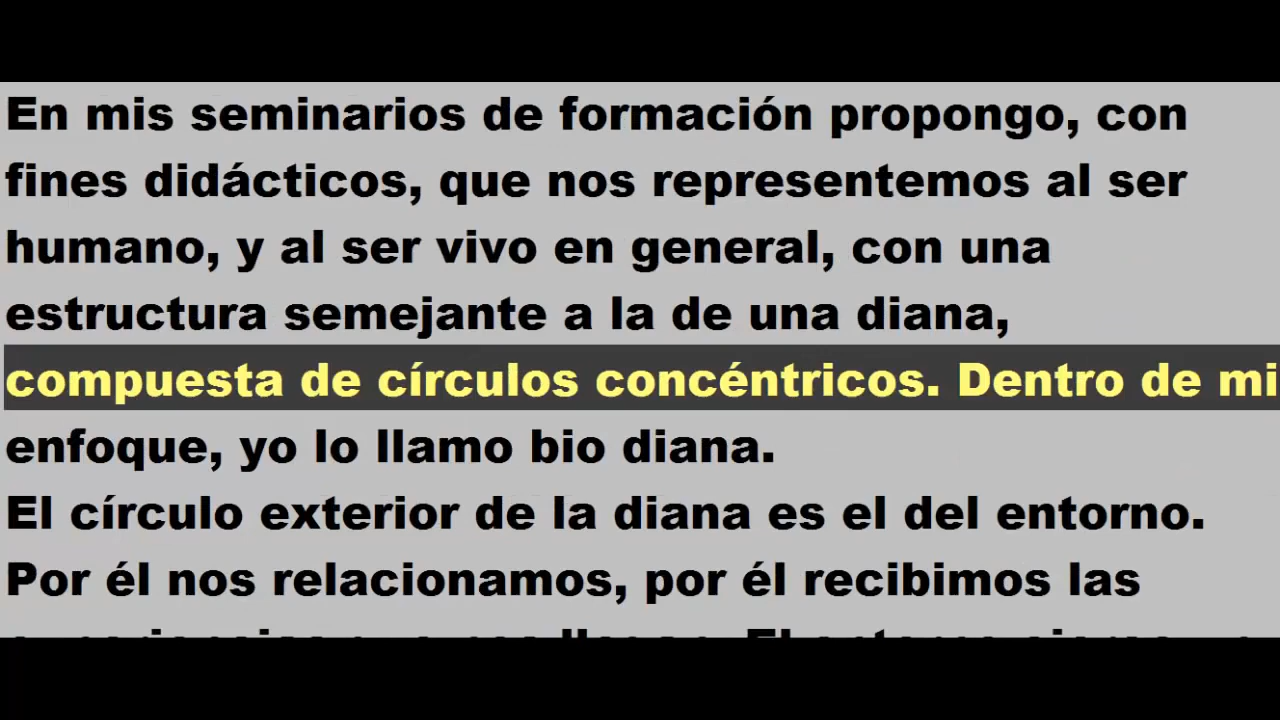 En mis seminarios de formación propongo, con
fines didácticos, que nos representemos al ser
humano, y al ser vivo en general, con una
estructura semejante a la de una diana,
compuesta de círculos concéntricos. Dentro de mi
enfoque, yo lo llamo bio diana.
El círculo exterior de la diana es el del entorno.
Por él nos relacionamos, por él recibimos las